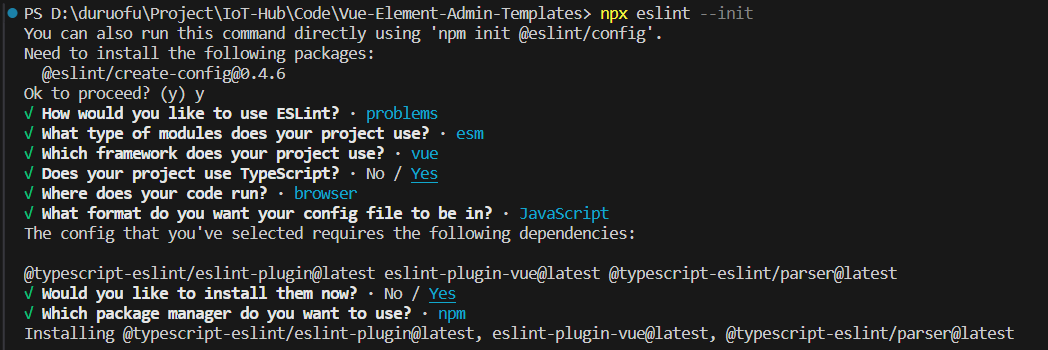 PS D:\duruofu\Project\IoT-Hub\Code\Vue-Element-Admin-Templates> npx eslint --init
You can also run this command directly using 'npm init @eslint/config'.
Need to install the following packages:
  @eslint/create-config@0.4.6
Ok to proceed? (y) y
√ How would you like to use ESLint? · problems
√ What type of modules does your project use? · esm
√ Which framework does your project use? · vue
√ Does your project use TypeScript? · No / Yes
√ Where does your code run? · browser
√ What format do you want your config file to be in? · JavaScript
The config that you've selected requires the following dependencies:

@typescript-eslint/eslint-plugin@latest eslint-plugin-vue@latest @typescript-eslint/parser@latest
√ Would you like to install them now? · No / Yes
√ Which package manager do you want to use? · npm
Installing @typescript-eslint/eslint-plugin@latest, eslint-plugin-vue@latest, @typescript-eslint/parser@latest